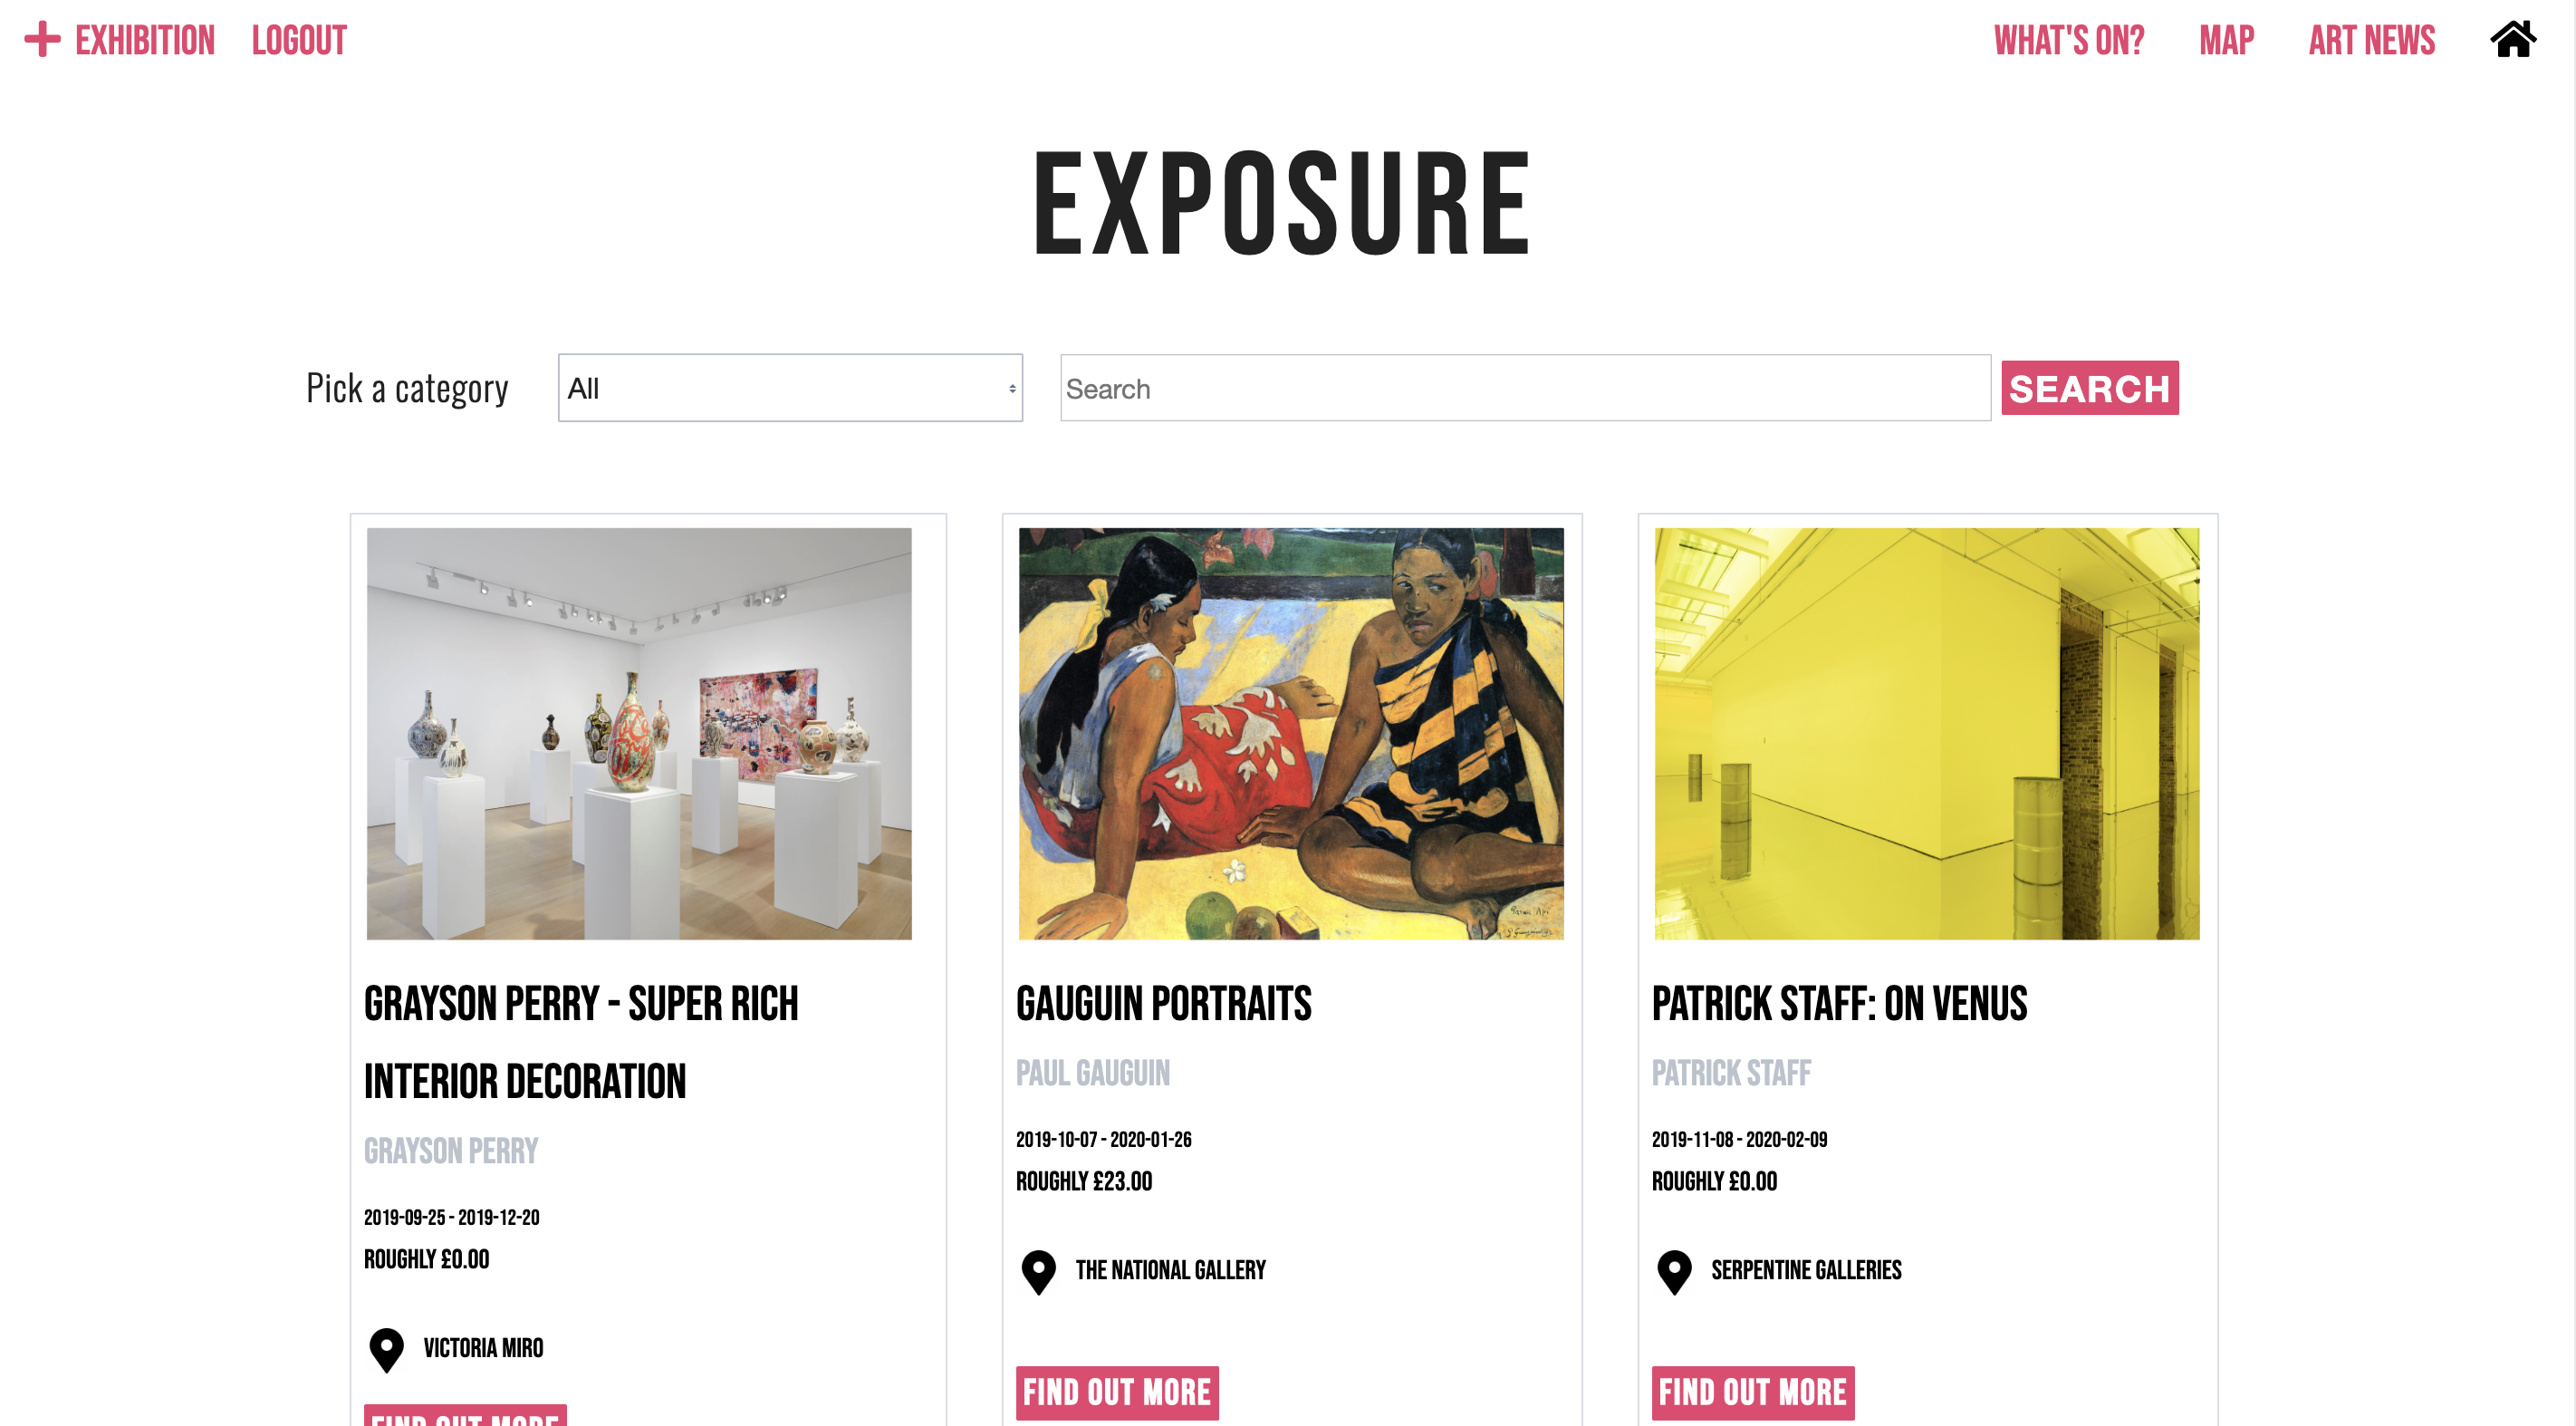 EXHIBITION LOGOUT WHAT'S ON? MAP ART NEWS
EXPOSURE
Pick a category All Search SEARCH
GRAYSON PERRY - SUPER RICH
INTERIOR DECORATION
GRAYSON PERRY
2019-09-25 - 2019-12-20
ROUGHLY £0.00
VICTORIA MIRO
FIND OUT MORE
GAUGUIN PORTRAITS
PAUL GAUGUIN
2019-10-07 - 2020-01-26
ROUGHLY £23.00
THE NATIONAL GALLERY
FIND OUT MORE
PATRICK STAFF: ON VENUS
PATRICK STAFF
2019-11-08 - 2020-02-09
ROUGHLY £0.00
SERPENTINE GALLERIES
FIND OUT MORE